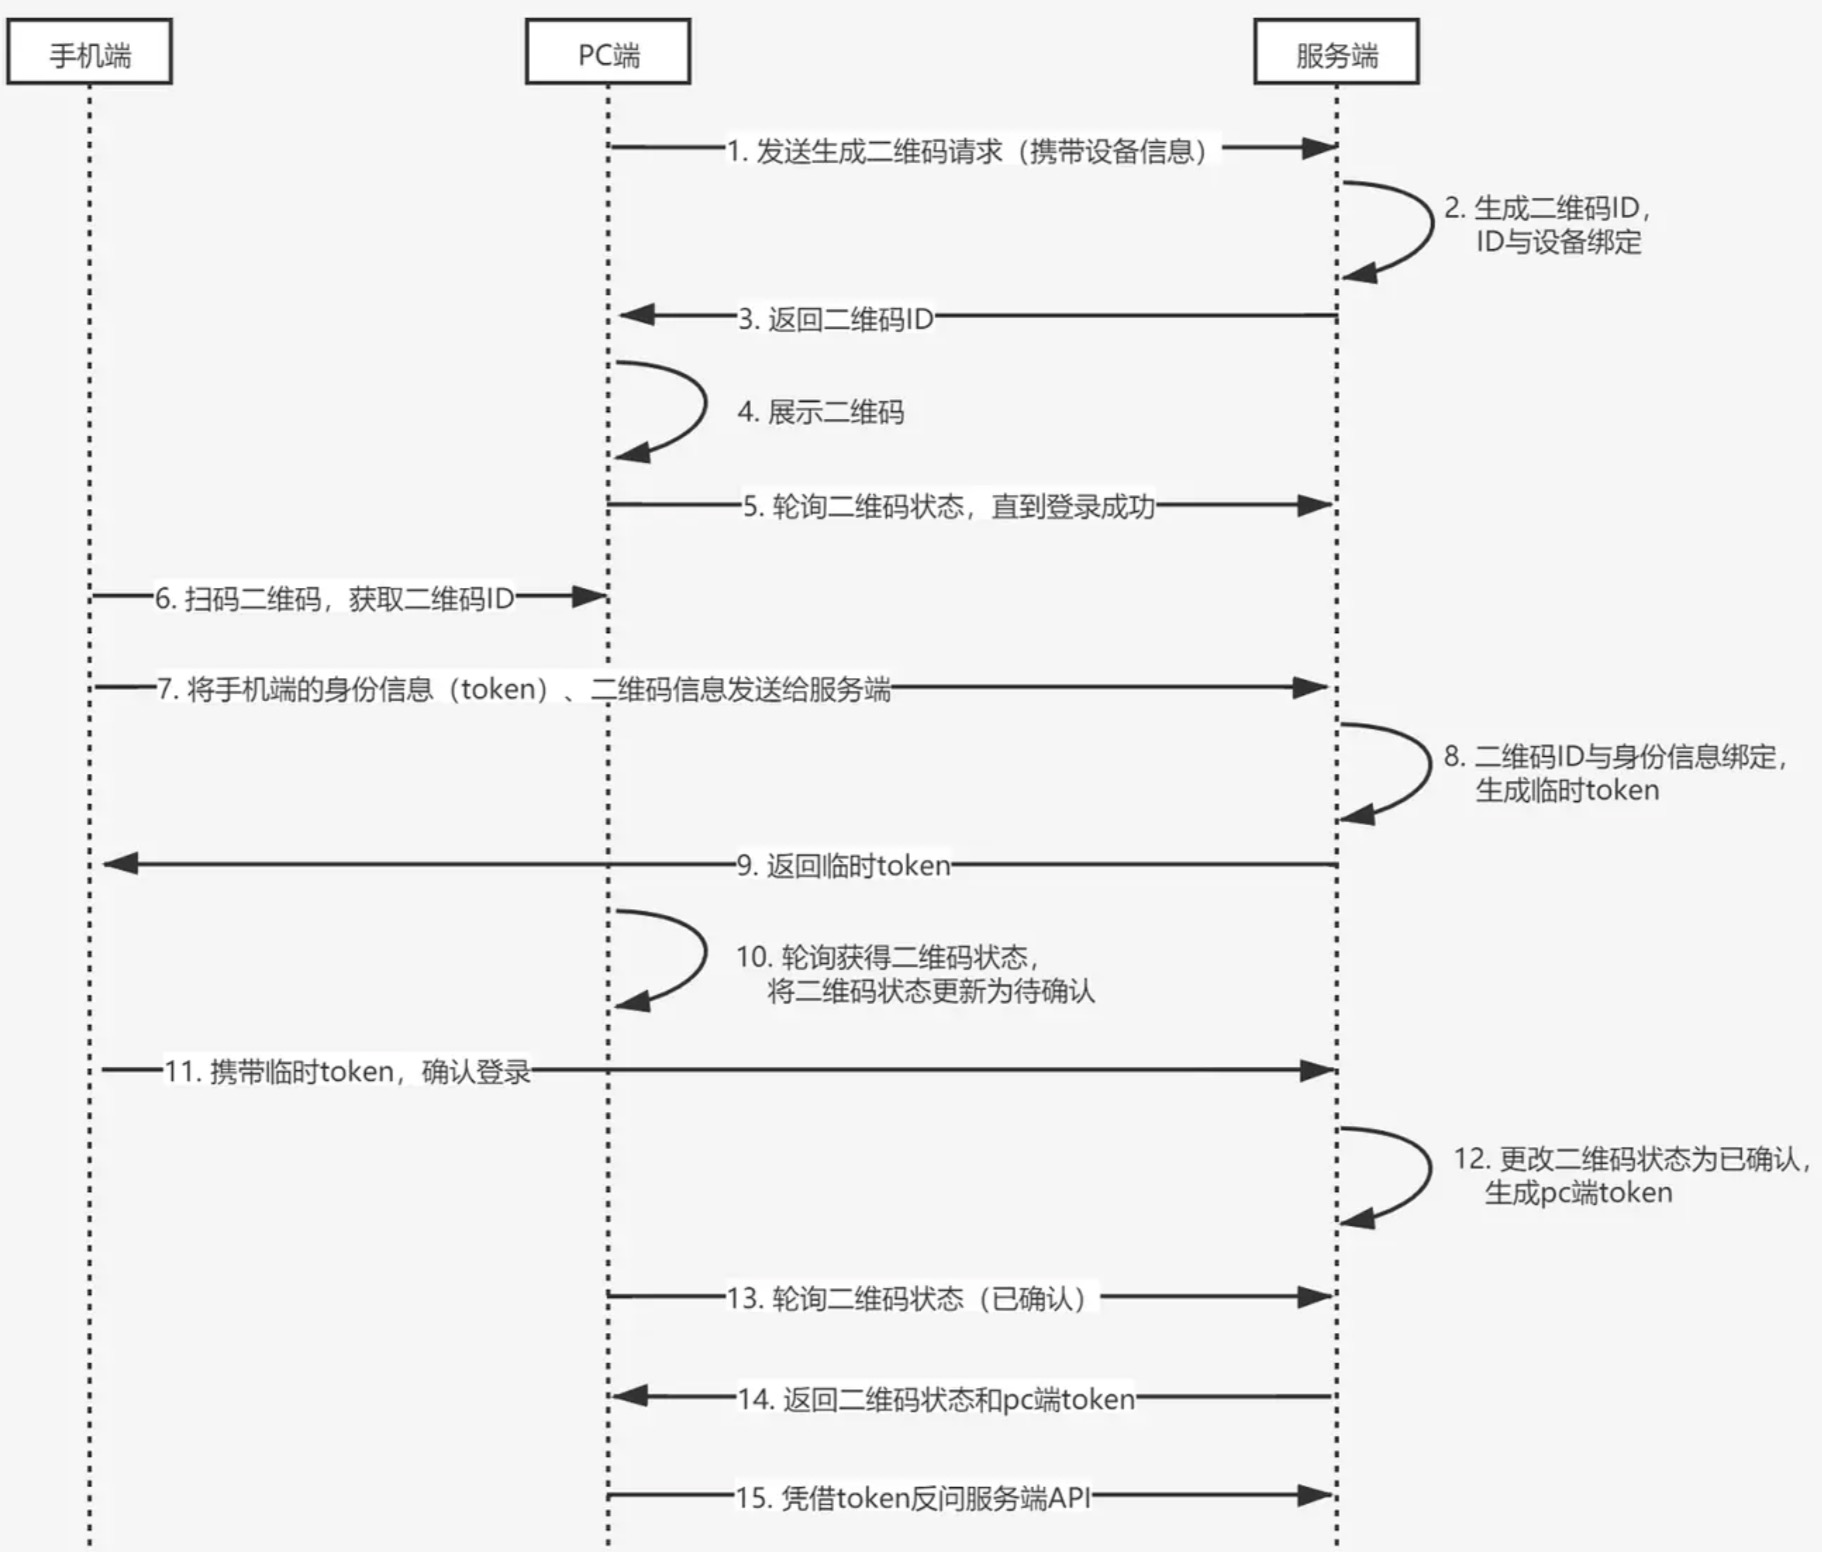 手机端
PC端
服务端
1. 发送生成二维码请求（携带设备信息）
2. 生成二维码ID，
ID与设备绑定
3. 返回二维码ID
4. 展示二维码
5. 轮询二维码状态，直到登录成功
6. 扫码二维码，获取二维码ID
7. 将手机端的身份信息（token）、二维码信息发送给服务端
8. 二维码ID与身份信息绑定，
生成临时token
9. 返回临时token
10. 轮询获得二维码状态，
将二维码状态更新为待确认
11. 携带临时token，确认登录
12. 更改二维码状态为已确认，
生成pc端token
13. 轮询二维码状态（已确认）
14. 返回二维码状态和pc端token
15. 凭借token反问服务端API